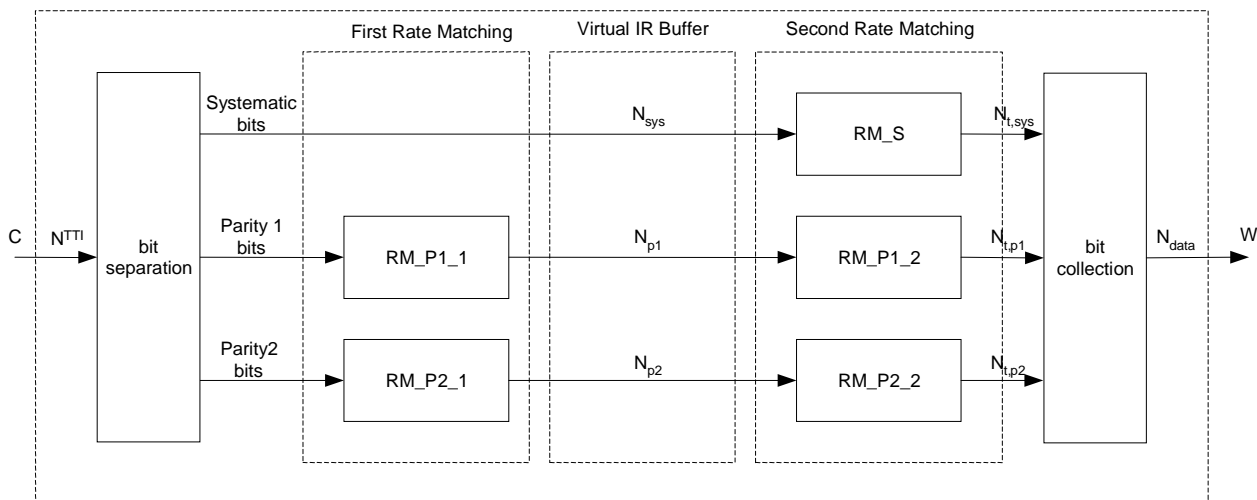 First Rate Matching
Virtual IR Buffer
Second Rate Matching
Systematic
bits
N_sys
RM_S
N_t,sys
C
N^TTI
bit
separation
Parity 1
bits
RM_P1_1
N_p1
RM_P1_2
N_t,p1
bit
collection
N_data
W
Parity2
bits
RM_P2_1
N_p2
RM_P2_2
N_t,p2